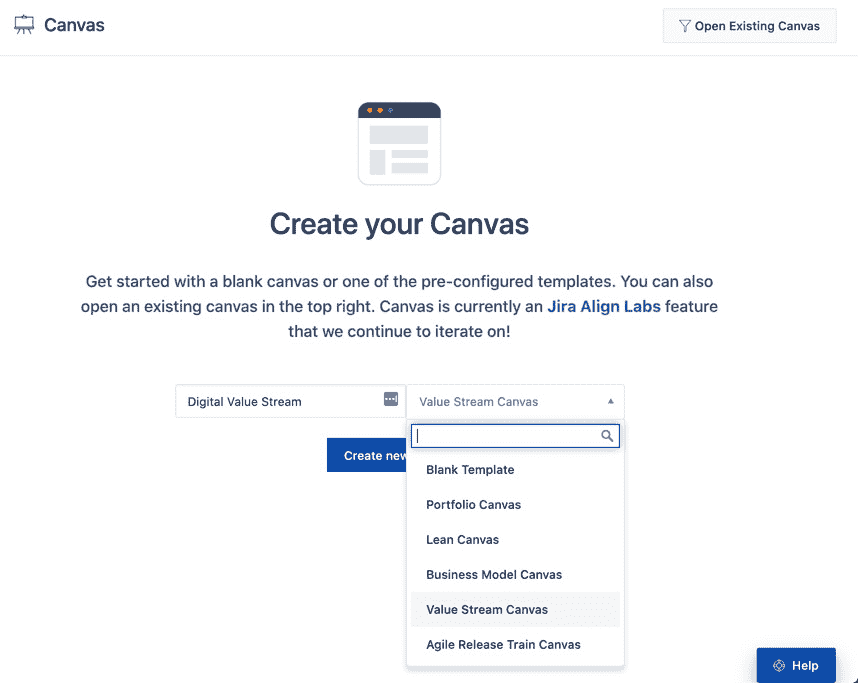 Canvas
Open Existing Canvas
Create your Canvas
Get started with a blank canvas or one of the pre-configured templates. You can also
open an existing canvas in the top right. Canvas is currently an Jira Align Labs feature
that we continue to iterate on!
Digital Value Stream
Value Stream Canvas
Create new
Blank Template
Portfolio Canvas
Lean Canvas
Business Model Canvas
Value Stream Canvas
Agile Release Train Canvas
Help